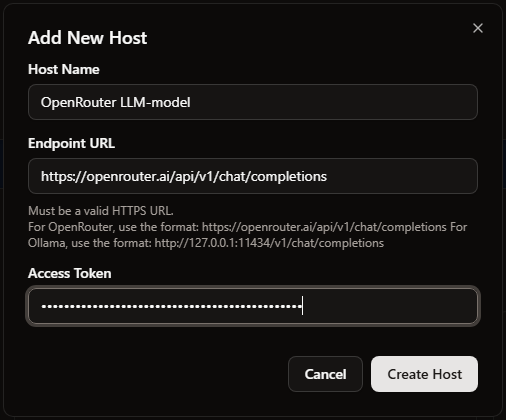 Add New Host
Host Name
OpenRouter LLM-model
Endpoint URL
https://openrouter.ai/api/v1/chat/completions
Must be a valid HTTPS URL.
For OpenRouter, use the format: https://openrouter.ai/api/v1/chat/completions For
Ollama, use the format: http://127.0.0.1:11434/v1/chat/completions
Access Token
Cancel
Create Host